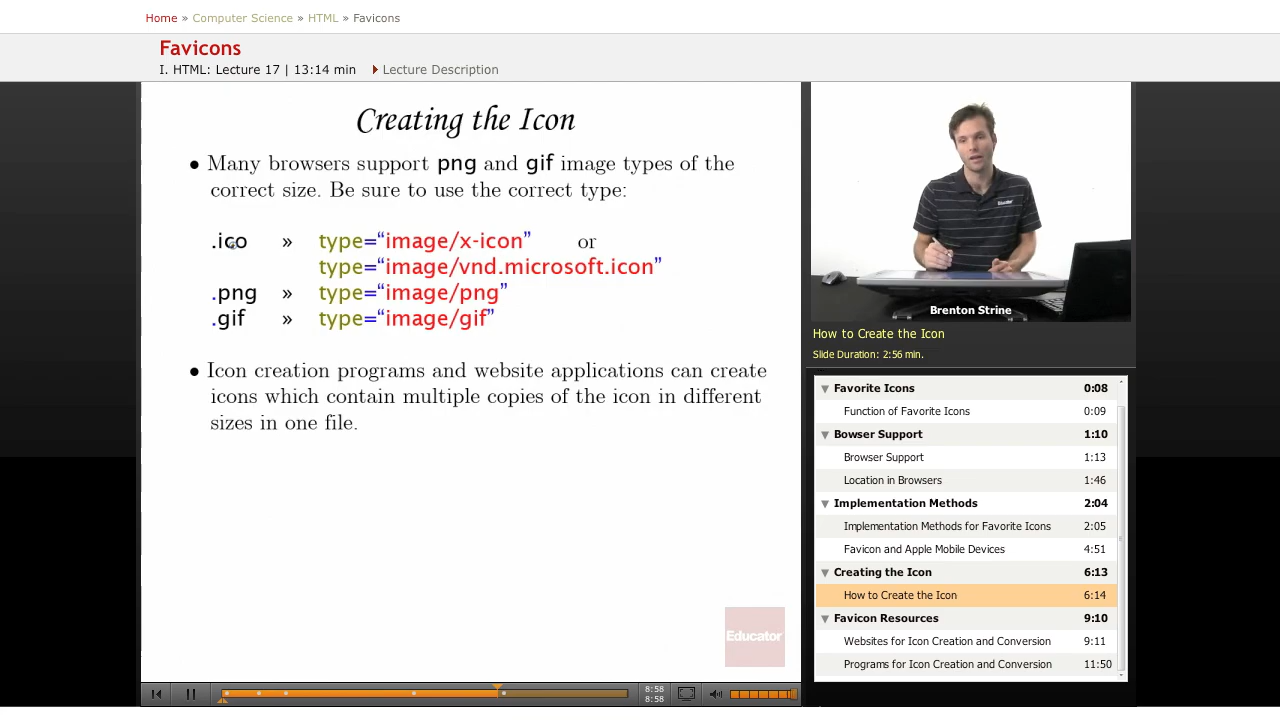 Home » Computer Science » HTML » Favicons
Favicons
I. HTML: Lecture 17 | 13:14 min Lecture Description
Creating the Icon
• Many browsers support png and gif image types of the
correct size. Be sure to use the correct type:
.ico » type=“image/x-icon” or
type=“image/vnd.microsoft.icon”
.png » type=“image/png”
.gif » type=“image/gif”
• Icon creation programs and website applications can create
icons which contain multiple copies of the icon in different
sizes in one file.
Educator
8:58
8:58
Brenton Strine
How to Create the Icon
Slide Duration: 2:56 min.
Favorite Icons 0:08
Function of Favorite Icons 0:09
Bowser Support 1:10
Browser Support 1:13
Location in Browsers 1:46
Implementation Methods 2:04
Implementation Methods for Favorite Icons 2:05
Favicon and Apple Mobile Devices 4:51
Creating the Icon 6:13
How to Create the Icon 6:14
Favicon Resources 9:10
Websites for Icon Creation and Conversion 9:11
Programs for Icon Creation and Conversion 11:50